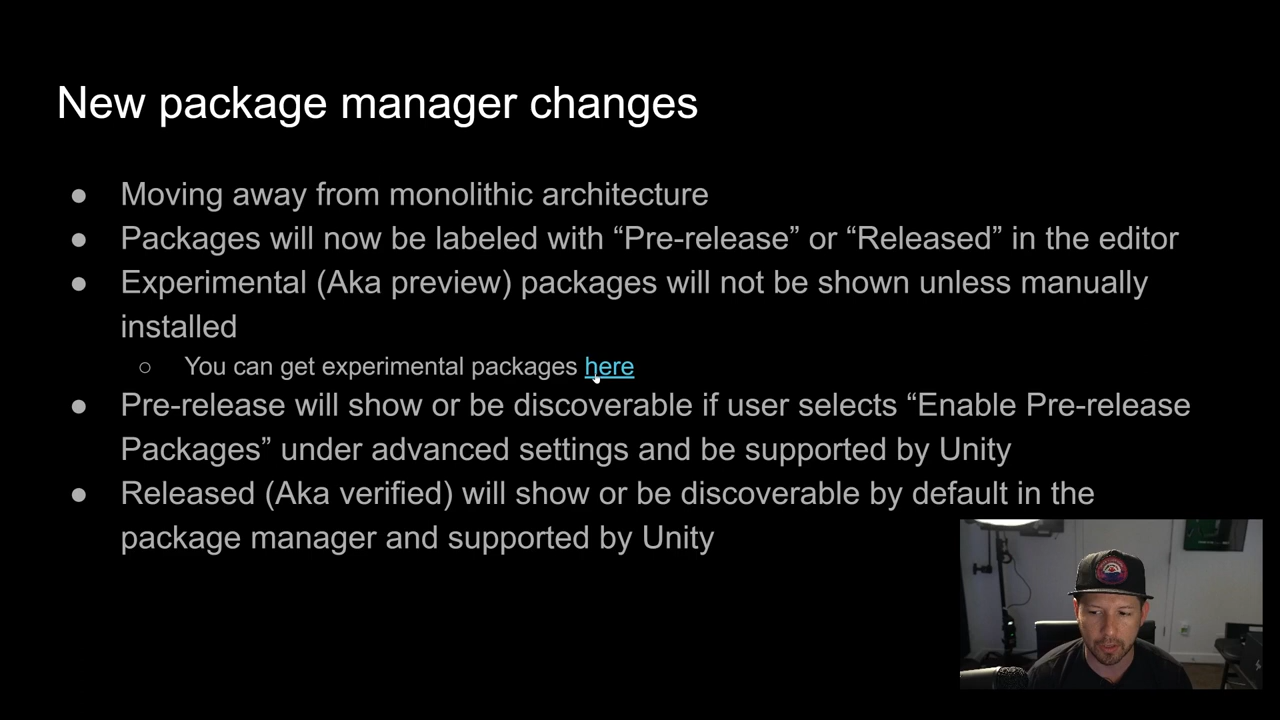 New package manager changes
● Moving away from monolithic architecture
● Packages will now be labeled with “Pre-release” or “Released” in the editor
● Experimental (Aka preview) packages will not be shown unless manually
installed
○ You can get experimental packages here
● Pre-release will show or be discoverable if user selects “Enable Pre-release
Packages” under advanced settings and be supported by Unity
● Released (Aka verified) will show or be discoverable by default in the
package manager and supported by Unity